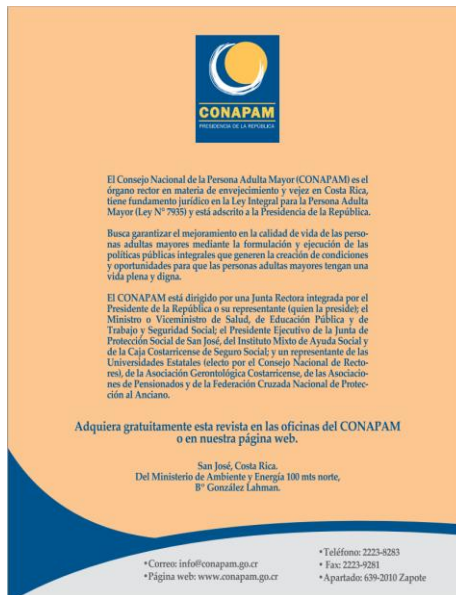 CONAPAM
PRESIDENCIA DE LA REPÚBLICA
El Consejo Nacional de la Persona Adulta Mayor (CONAPAM) es el
órgano rector en materia de envejecimiento y vejez en Costa Rica,
tiene fundamento jurídico en la Ley Integral para la Persona Adulta
Mayor (Ley N° 7935) y está adscrito a la Presidencia de la República.
Busca garantizar el mejoramiento en la calidad de vida de las perso-
nas adultas mayores mediante la formulación y ejecución de las
políticas públicas integrales que generen la creación de condiciones
y oportunidades para que las personas adultas mayores tengan una
vida plena y digna.
El CONAPAM está dirigido por una Junta Rectora integrada por el
Presidente de la República o su representante (quien la preside); el
Ministro o Viceministro de Salud, de Educación Pública y de
Trabajo y Seguridad Social; el Presidente Ejecutivo de la Junta de
Protección Social de San José, del Instituto Mixto de Ayuda Social y
de la Caja Costarricense de Seguro Social; y un representante de las
Universidades Estatales (electo por el Consejo Nacional de Recto-
res), de la Asociación Gerontológica Costarricense, de las Asociacio-
nes de Pensionados y de la Federación Cruzada Nacional de Protec-
ción al Anciano.
Adquiera gratuitamente esta revista en las oficinas del CONAPAM
o en nuestra página web.
San José, Costa Rica.
Del Ministerio de Ambiente y Energía 100 mts norte,
Bº González Lahman.
•Correo: info@conapam.go.cr
•Página web: www.conapam.go.cr
•Teléfono: 2223-8283
• Fax: 2223-9281
•Apartado: 639-2010 Zapote